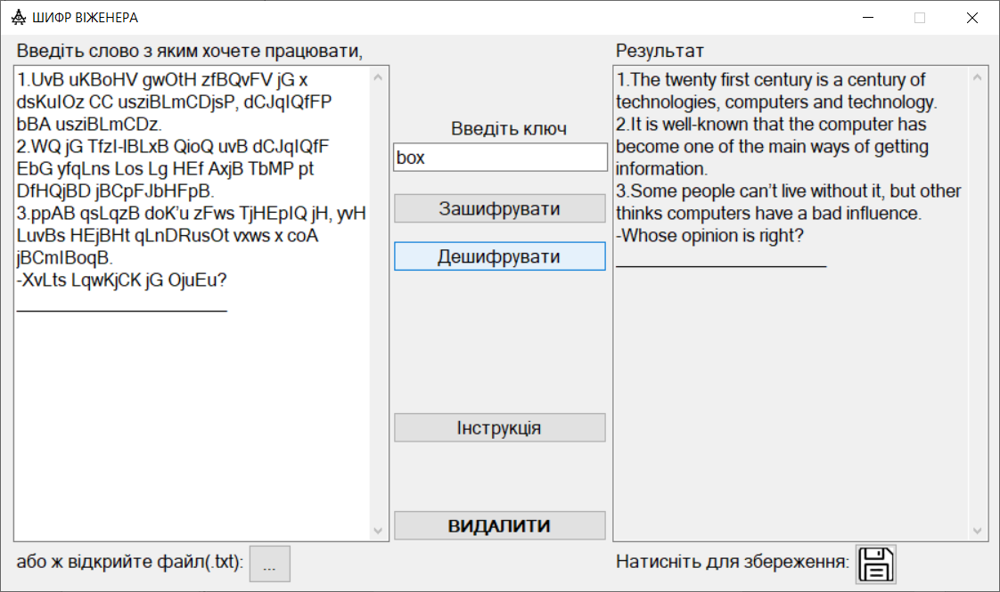 ШИФР ВІЖЕНЕРА
Введіть слово з яким хочете працювати,
1.UvB uKBoHV gwOtH zfBQvFV jG x
dsKuIOz CC usziBLmCDjsP, dCJqIQfFP
bBA usziBLmCDz.
2.WQ jG TfzI-lBLxB QioQ uvB dCJqIQfF
EbG yfqLns Los Lg HEf AxjB TbMP pt
DfHQjBD jBCpFJbHFpB.
3.ppAB qsLqzB doK’u zFws TjHEpIQ jH, yvH
LuvBs HEjBHt qLnDRusOt vxws x coA
jBCmIBoqB.
-XvLts LqwKjCK jG OjuEu?
______________________
або ж відкрийте файл(.txt):
...
Введіть ключ
box
Зашифрувати
Дешифрувати
Інструкція
ВИДАЛИТИ
Результат
1.The twenty first century is a century of
technologies, computers and technology.
2.It is well-known that the computer has
become one of the main ways of getting
information.
3.Some people can’t live without it, but other
thinks computers have a bad influence.
-Whose opinion is right?
______________________
Натисніть для збереження: